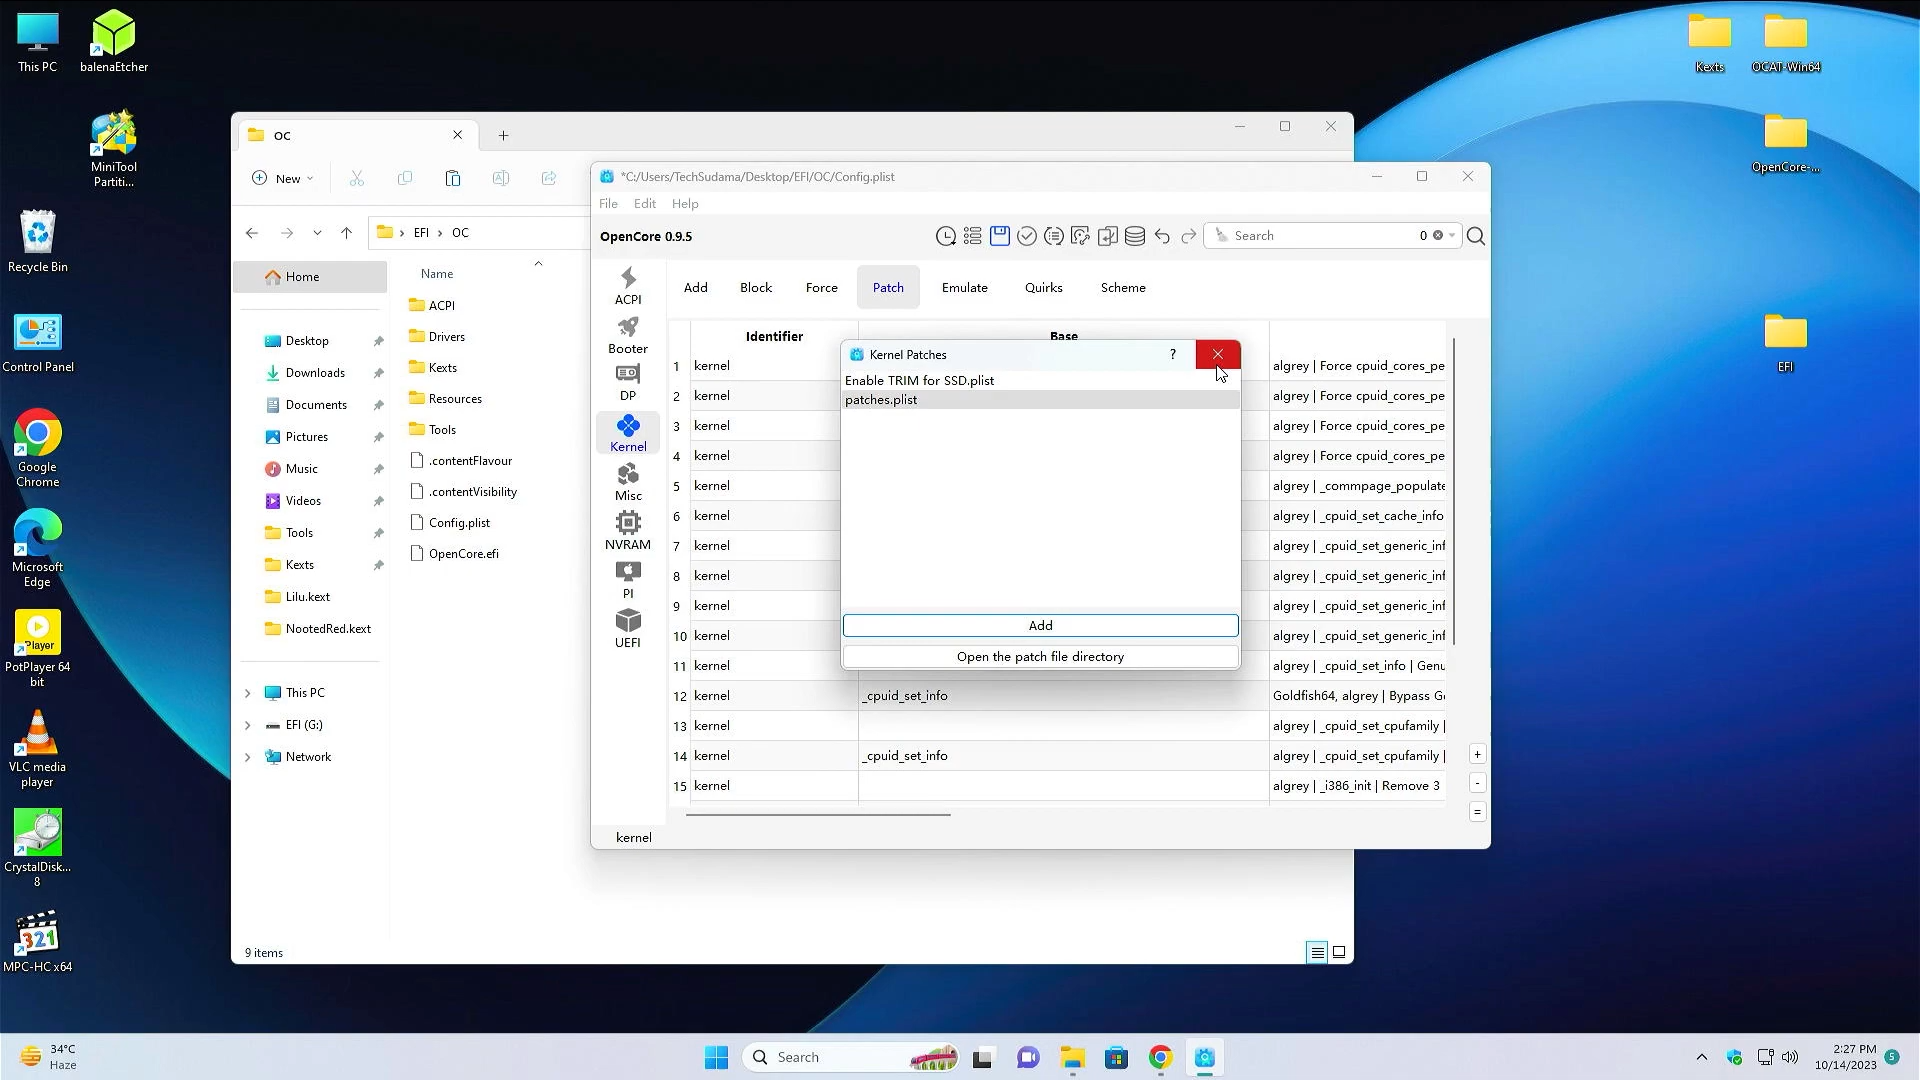 This PC
balenaEtcher
MiniTool
Partiti...
Recycle Bin
Control Panel
Google
Chrome
Microsoft
Edge
Player
PotPlayer 64
bit
VLC media
player
CrystalDisk...
8
321
MPC-HC x64
Kexts
OCAT-Win64
OpenCore-...
EFI
OC
New
EFI
OC
Home
Desktop
Downloads
Documents
Pictures
Music
Videos
Tools
Kexts
Lilu.kext
NootedRed.kext
This PC
EFI (G:)
Network
Name
ACPI
Drivers
Kexts
Resources
Tools
.contentFlavour
.contentVisibility
Config.plist
OpenCore.efi
9 items
*C:/Users/TechSudama/Desktop/EFI/OC/Config.plist
File Edit Help
OpenCore 0.9.5
Search
0
ACPI
Booter
DP
Kernel
Misc
NVRAM
PI
UEFI
Add Block Force Patch Emulate Quirks Scheme
Identifier Base
1 kernel algrey | Force cpuid_cores_pe
2 kernel algrey | Force cpuid_cores_pe
3 kernel algrey | Force cpuid_cores_pe
4 kernel algrey | Force cpuid_cores_pe
5 kernel algrey | _commpage_populate
6 kernel algrey | _cpuid_set_cache_info
7 kernel algrey | _cpuid_set_generic_inf
8 kernel algrey | _cpuid_set_generic_inf
9 kernel algrey | _cpuid_set_generic_inf
10 kernel algrey | _cpuid_set_generic_inf
11 kernel algrey | _cpuid_set_info | Genu
12 kernel _cpuid_set_info Goldfish64, algrey | Bypass Ge
13 kernel algrey | _cpuid_set_cpufamily |
14 kernel _cpuid_set_info algrey | _cpuid_set_cpufamily |
15 kernel algrey | _i386_init | Remove 3
+
-
=
kernel
Kernel Patches
?
Enable TRIM for SSD.plist
patches.plist
Add
Open the patch file directory
34°C
Haze
Search
2:27 PM
10/14/2023
5